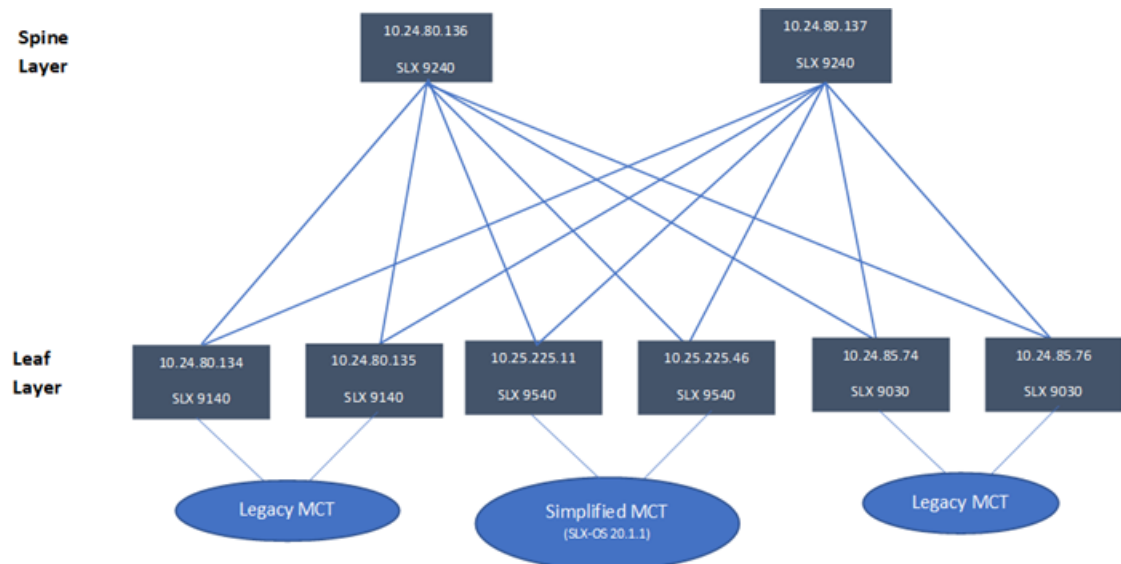 Spine
Layer
10.24.80.136
SLX 9240
10.24.80.137
SLX 9240
Leaf
Layer
10.24.80.134
SLX 9140
10.24.80.135
SLX 9140
10.25.225.11
SLX 9540
10.25.225.46
SLX 9540
10.24.85.74
SLX 9030
10.24.85.76
SLX 9030
Legacy MCT
Simplified MCT
(SLX-OS 20.1.1)
Legacy MCT